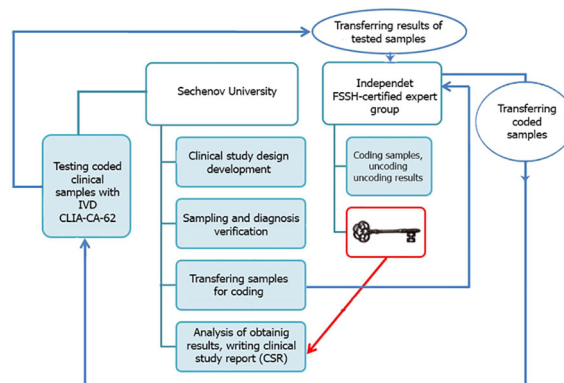 Transferring results of
tested samples
Sechenov University
Independet
FSSH-certified expert
group
Transferring
coded
samples
Testing coded
clinical
samples with
IVD
CLIA-CA-62
Clinical study design
development
Coding samples,
uncoding
uncoding results
Sampling and diagnosis
verification
Transfering samples
for coding
Analysis of obtainig
results, writing clinical
study report (CSR)